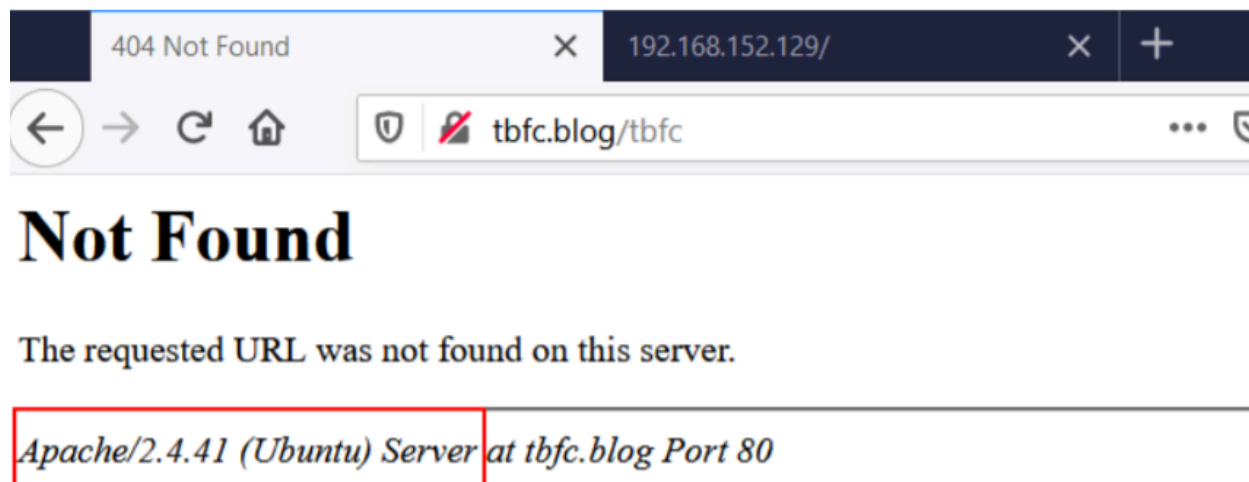 404 Not Found
192.168.152.129/
tbfc.blog/tbfc
Not Found
The requested URL was not found on this server.
Apache/2.4.41 (Ubuntu) Server at tbfc.blog Port 80